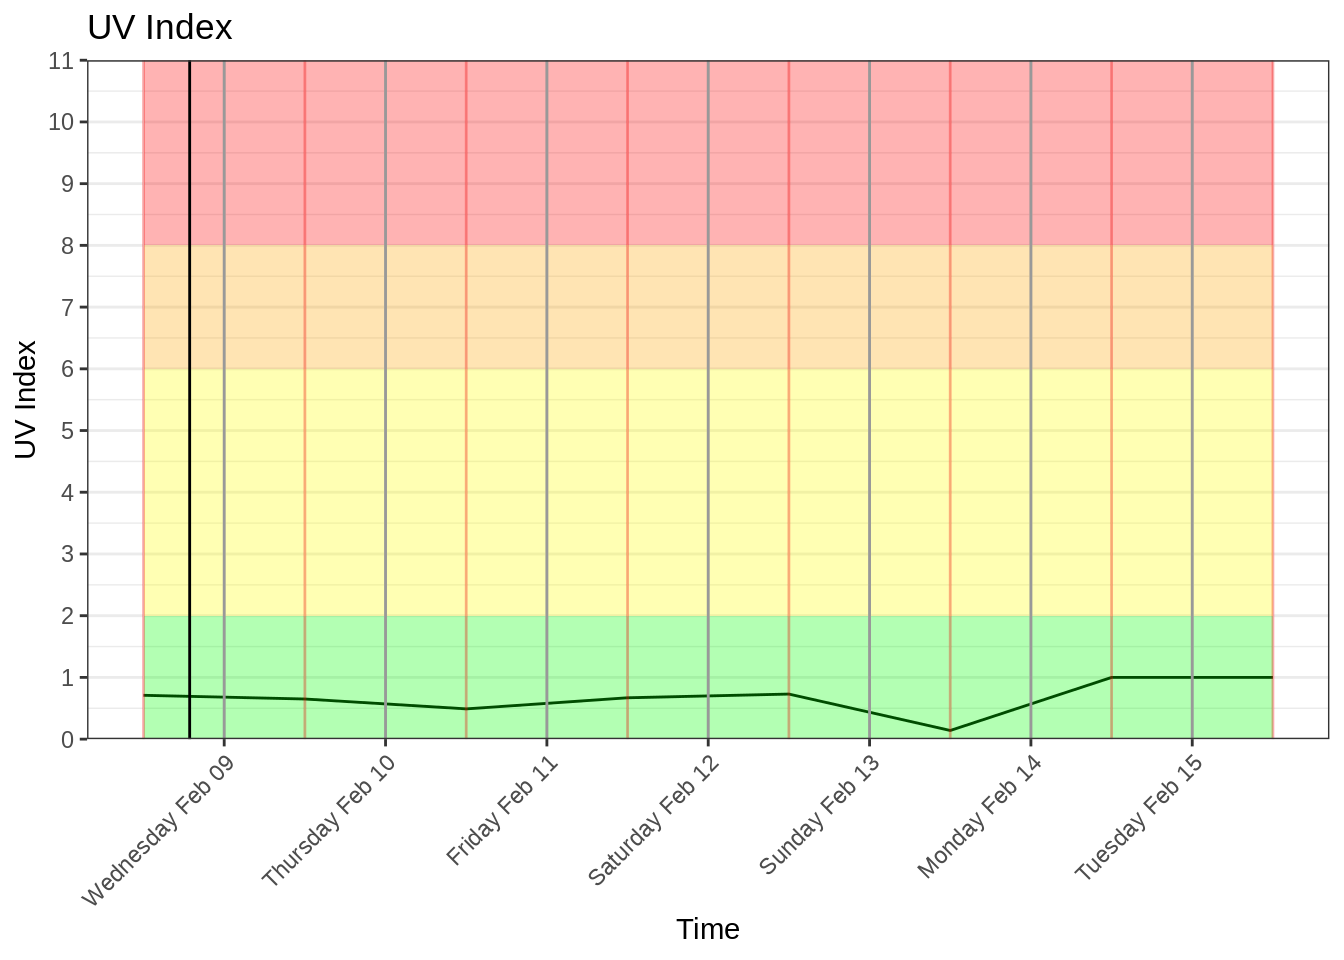 UV Index
11
10
9
8
7
6
5
4
3
2
1
0
UV Index
Wednesday Feb 09
Thursday Feb 10
Friday Feb 11
Saturday Feb 12
Sunday Feb 13
Monday Feb 14
Tuesday Feb 15
Time